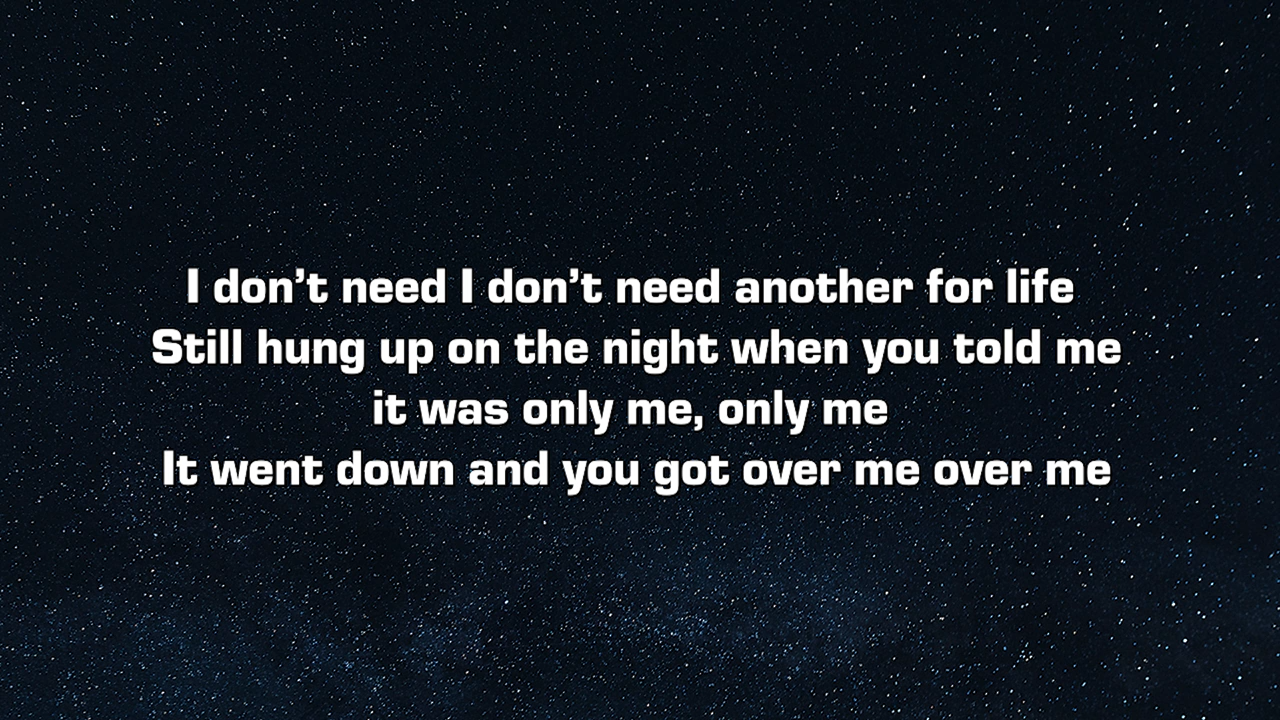 I don’t need I don’t need another for life
Still hung up on the night when you told me
it was only me, only me
It went down and you got over me over me